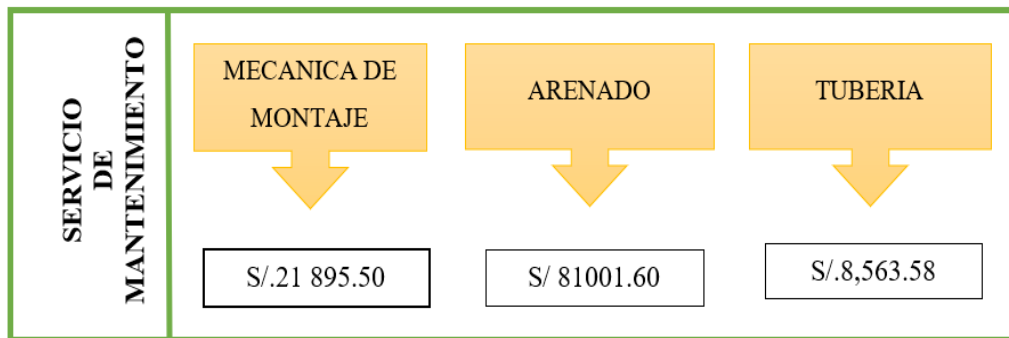 SERVICIO
DE
MANTENIMIENTO
MECANICA DE
MONTAJE
ARENADO
TUBERIA
S/.21 895.50
S/ 81001.60
S/.8,563.58